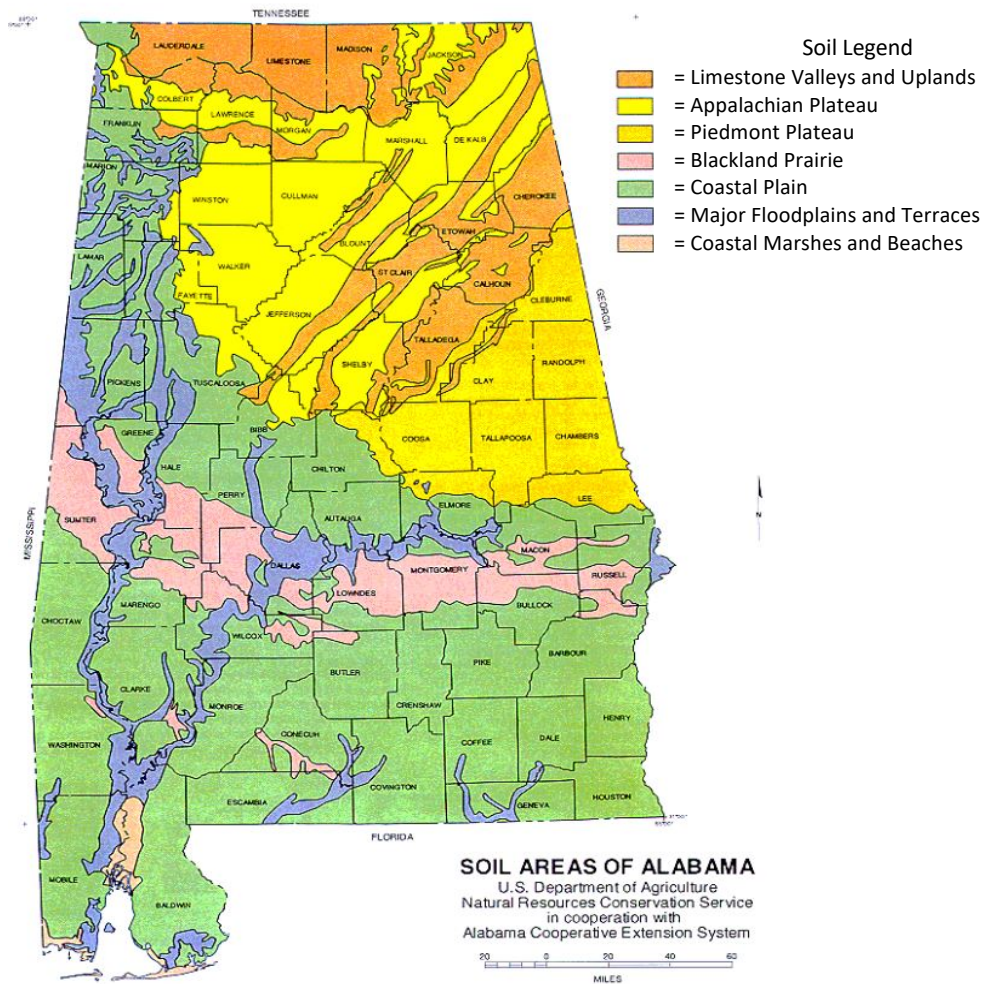 TENNESSEE
LAUDERDALE
LIMESTONE
MADISON
JACKSON
COLBERT
LAWRENCE
MORGAN
MARSHALL
DE KALB
FRANKLIN
MARION
WINSTON
CULLMAN
CHEROKEE
ETOWAH
BLOUNT
LAMAR
WALKER
FAYETTE
ST CLAIR
CALHOUN
CLEBURNE
JEFFERSON
GEORGIA
TALLADEGA
SHELBY
RANDOLPH
CLAY
PICKENS
TUSCALOOSA
BIBB
GREENE
COOSA
TALLAPOOSA
CHAMBERS
HALE
CHILTON
PERRY
LEE
ELMORE
AUTAUGA
SUMTER
MISSISSIPPI
MACON
DALLAS
MONTGOMERY
RUSSELL
LOWNDES
MARENGO
BULLOCK
CHOCTAW
WILCOX
BARBOUR
PIKE
BUTLER
CLARKE
MONROE
CRENSHAW
HENRY
CONECUH
COFFEE
DALE
WASHINGTON
COVINGTON
ESCAMBIA
GENEVA
HOUSTON
FLORIDA
MOBILE
BALDWIN
Soil Legend
= Limestone Valleys and Uplands
= Appalachian Plateau
= Piedmont Plateau
= Blackland Prairie
= Coastal Plain
= Major Floodplains and Terraces
= Coastal Marshes and Beaches
N
SOIL AREAS OF ALABAMA
U.S. Department of Agriculture
Natural Resources Conservation Service
in cooperation with
Alabama Cooperative Extension System
20 0 20 40 60
MILES